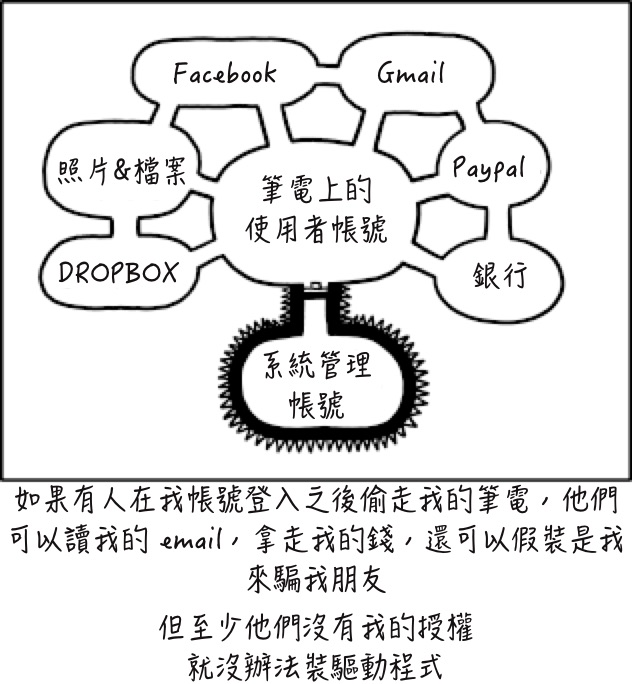 Facebook
Gmail
照片&檔案
筆電上的
使用者帳號
Paypal
DROPBOX
銀行
系統管理
帳號
如果有人在我帳號登入之後偷走我的筆電，他們
可以讀我的 email，拿走我的錢，還可以假裝是我
來騙我朋友
但至少他們沒有我的授權
就沒辦法裝驅動程式